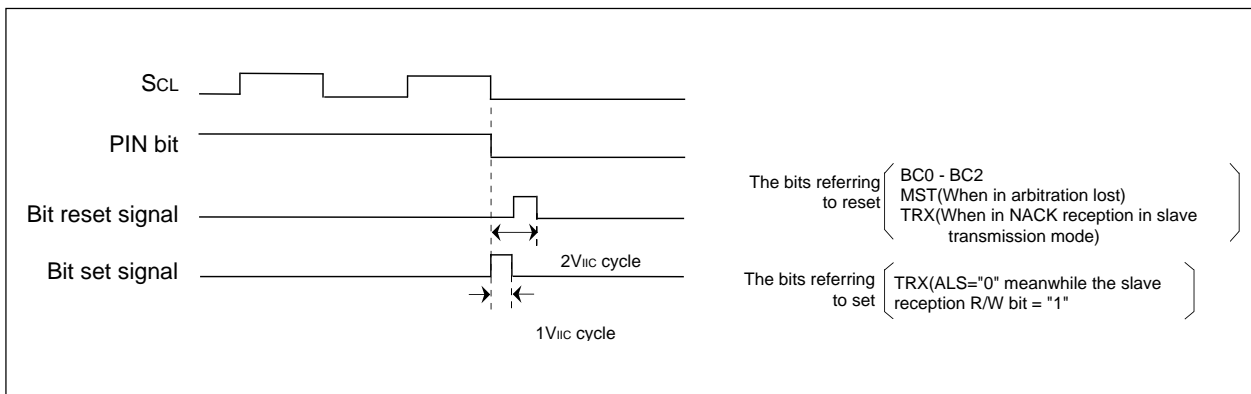 SCL
PIN bit
Bit reset signal
Bit set signal
2VIIC cycle
1VIIC cycle
The bits referring
to reset
BC0 - BC2
MST(When in arbitration lost)
TRX(When in NACK reception in slave
transmission mode)
The bits referring
to set
TRX(ALS="0" meanwhile the slave
reception R/W bit = "1"